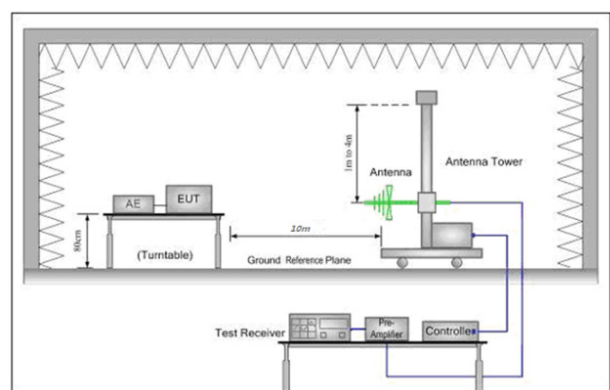 1m to 4m
Antenna
Antenna Tower
AE
EUT
80cm
(Turntable)
10m
Ground Reference Plane
Test Receiver
Pre-
Amplifier
Controller